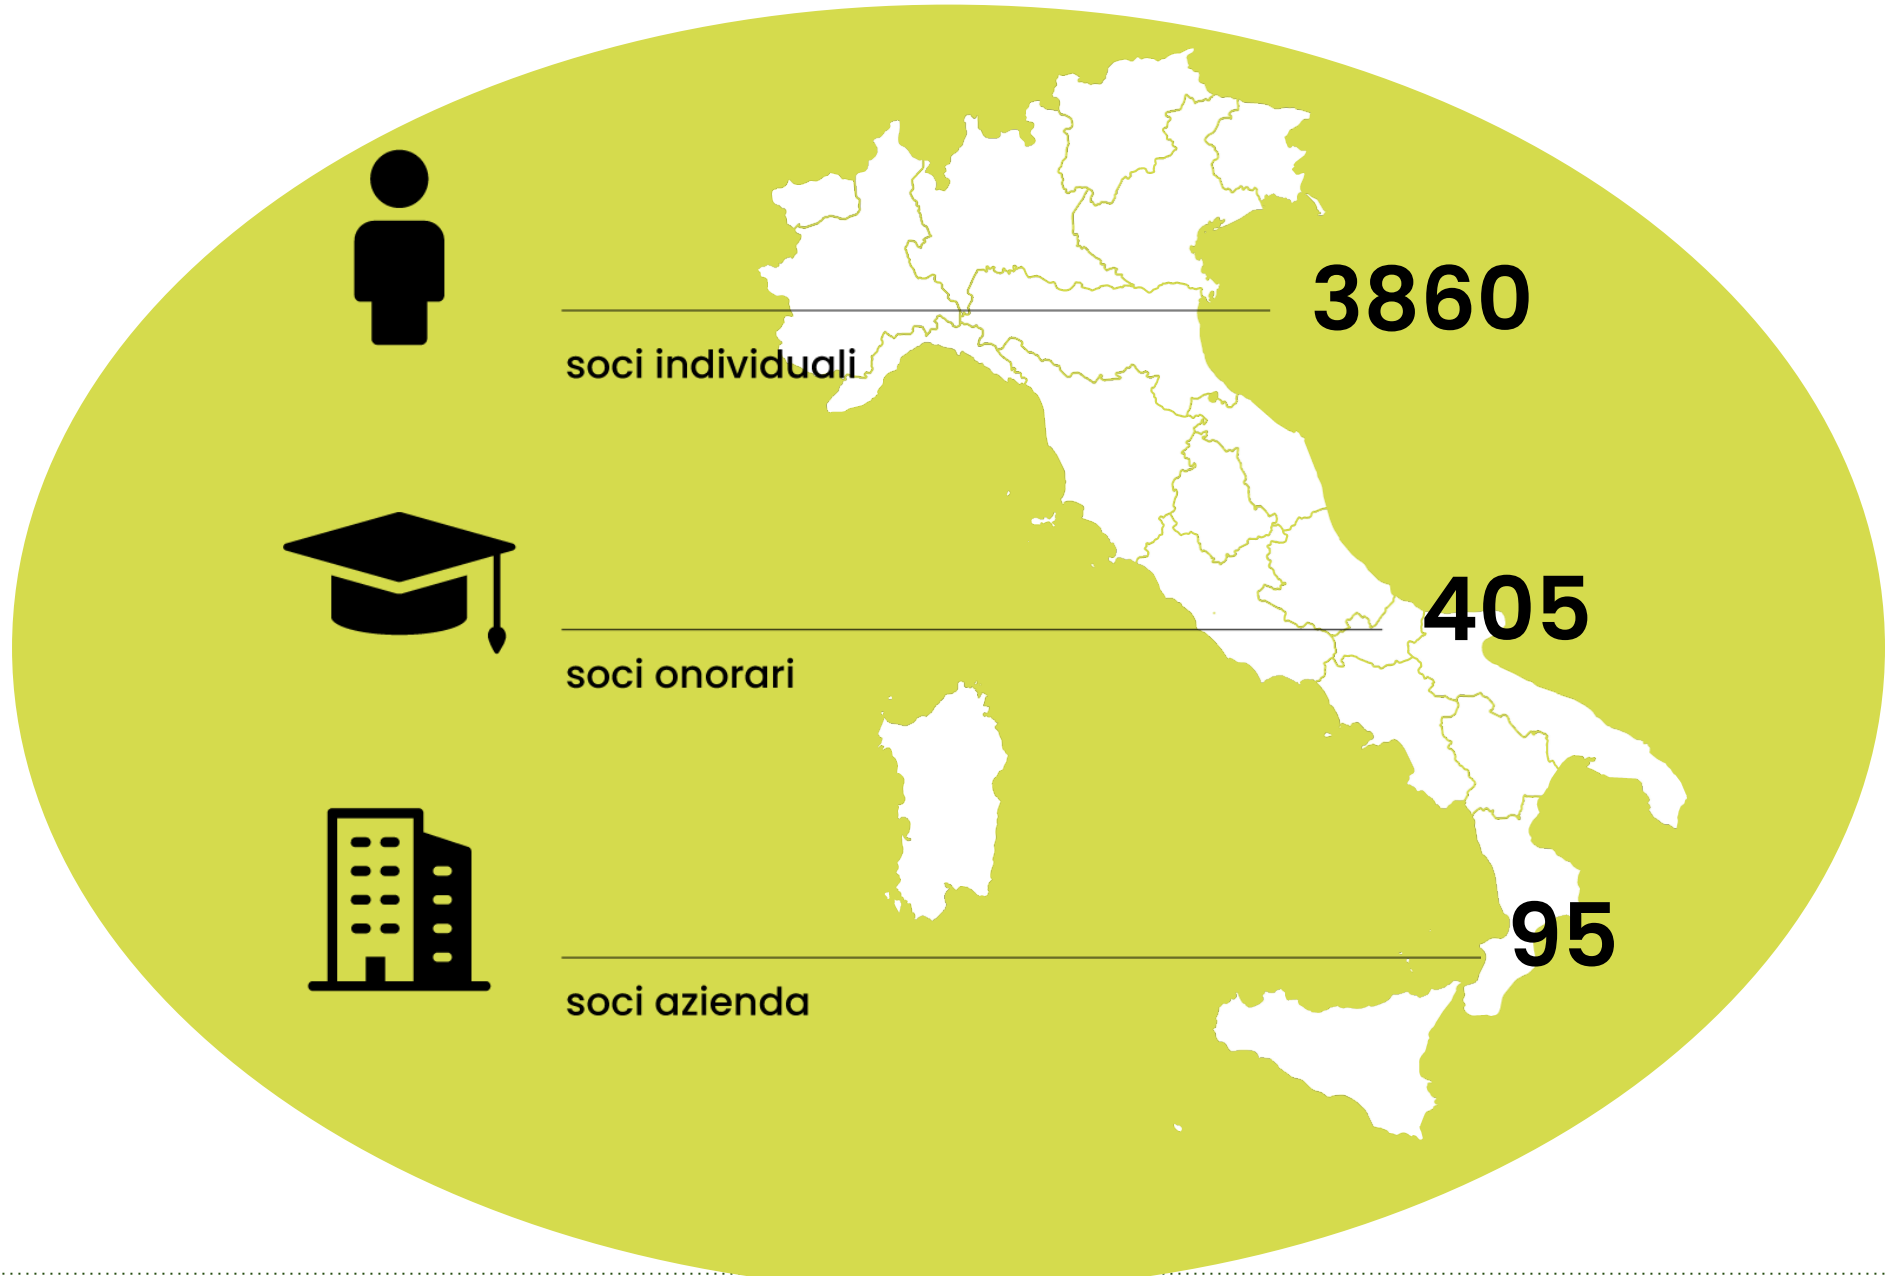 3860
soci individuali
405
soci onorari
95
soci azienda